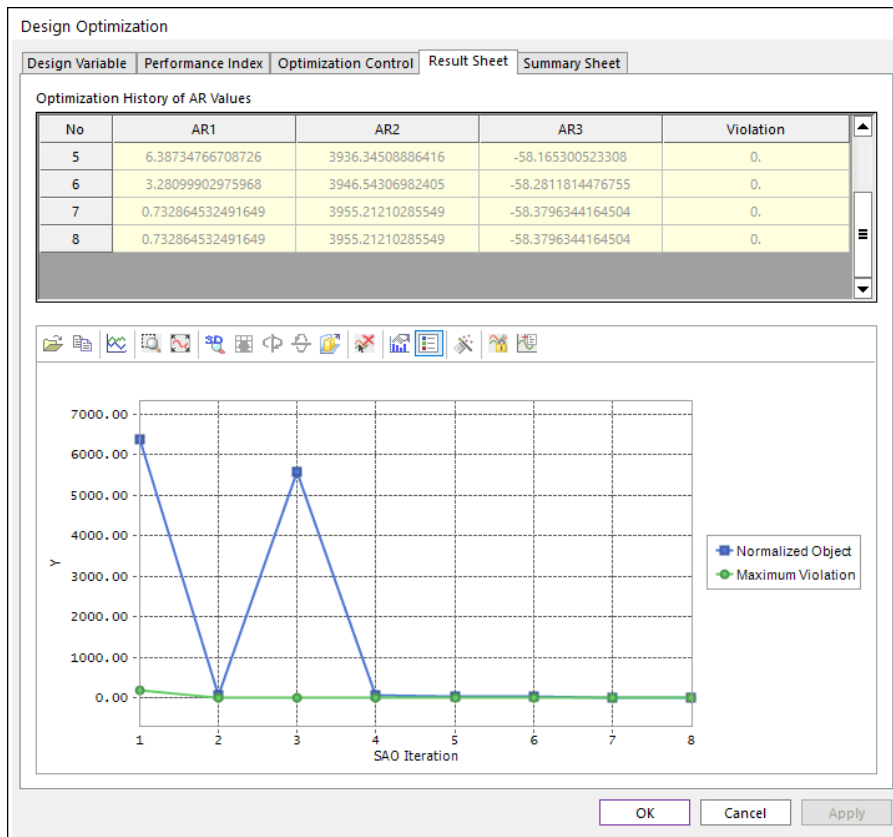 Design Optimization
Design Variable Performance Index Optimization Control Result Sheet Summary Sheet
Optimization History of AR Values
No AR1 AR2 AR3 Violation
5 6.38734766708726 3936.34508886416 -58.165300523308 0.
6 3.28099902975968 3946.54306982405 -58.2811814476755 0.
7 0.732864532491649 3955.21210285549 -58.3796344164504 0.
8 0.732864532491649 3955.21210285549 -58.3796344164504 0.
3D
7000.00
6000.00
5000.00
4000.00
3000.00
2000.00
1000.00
0.00
Y
1 2 3 4 5 6 7 8
SAO Iteration
Normalized Object
Maximum Violation
OK Cancel Apply